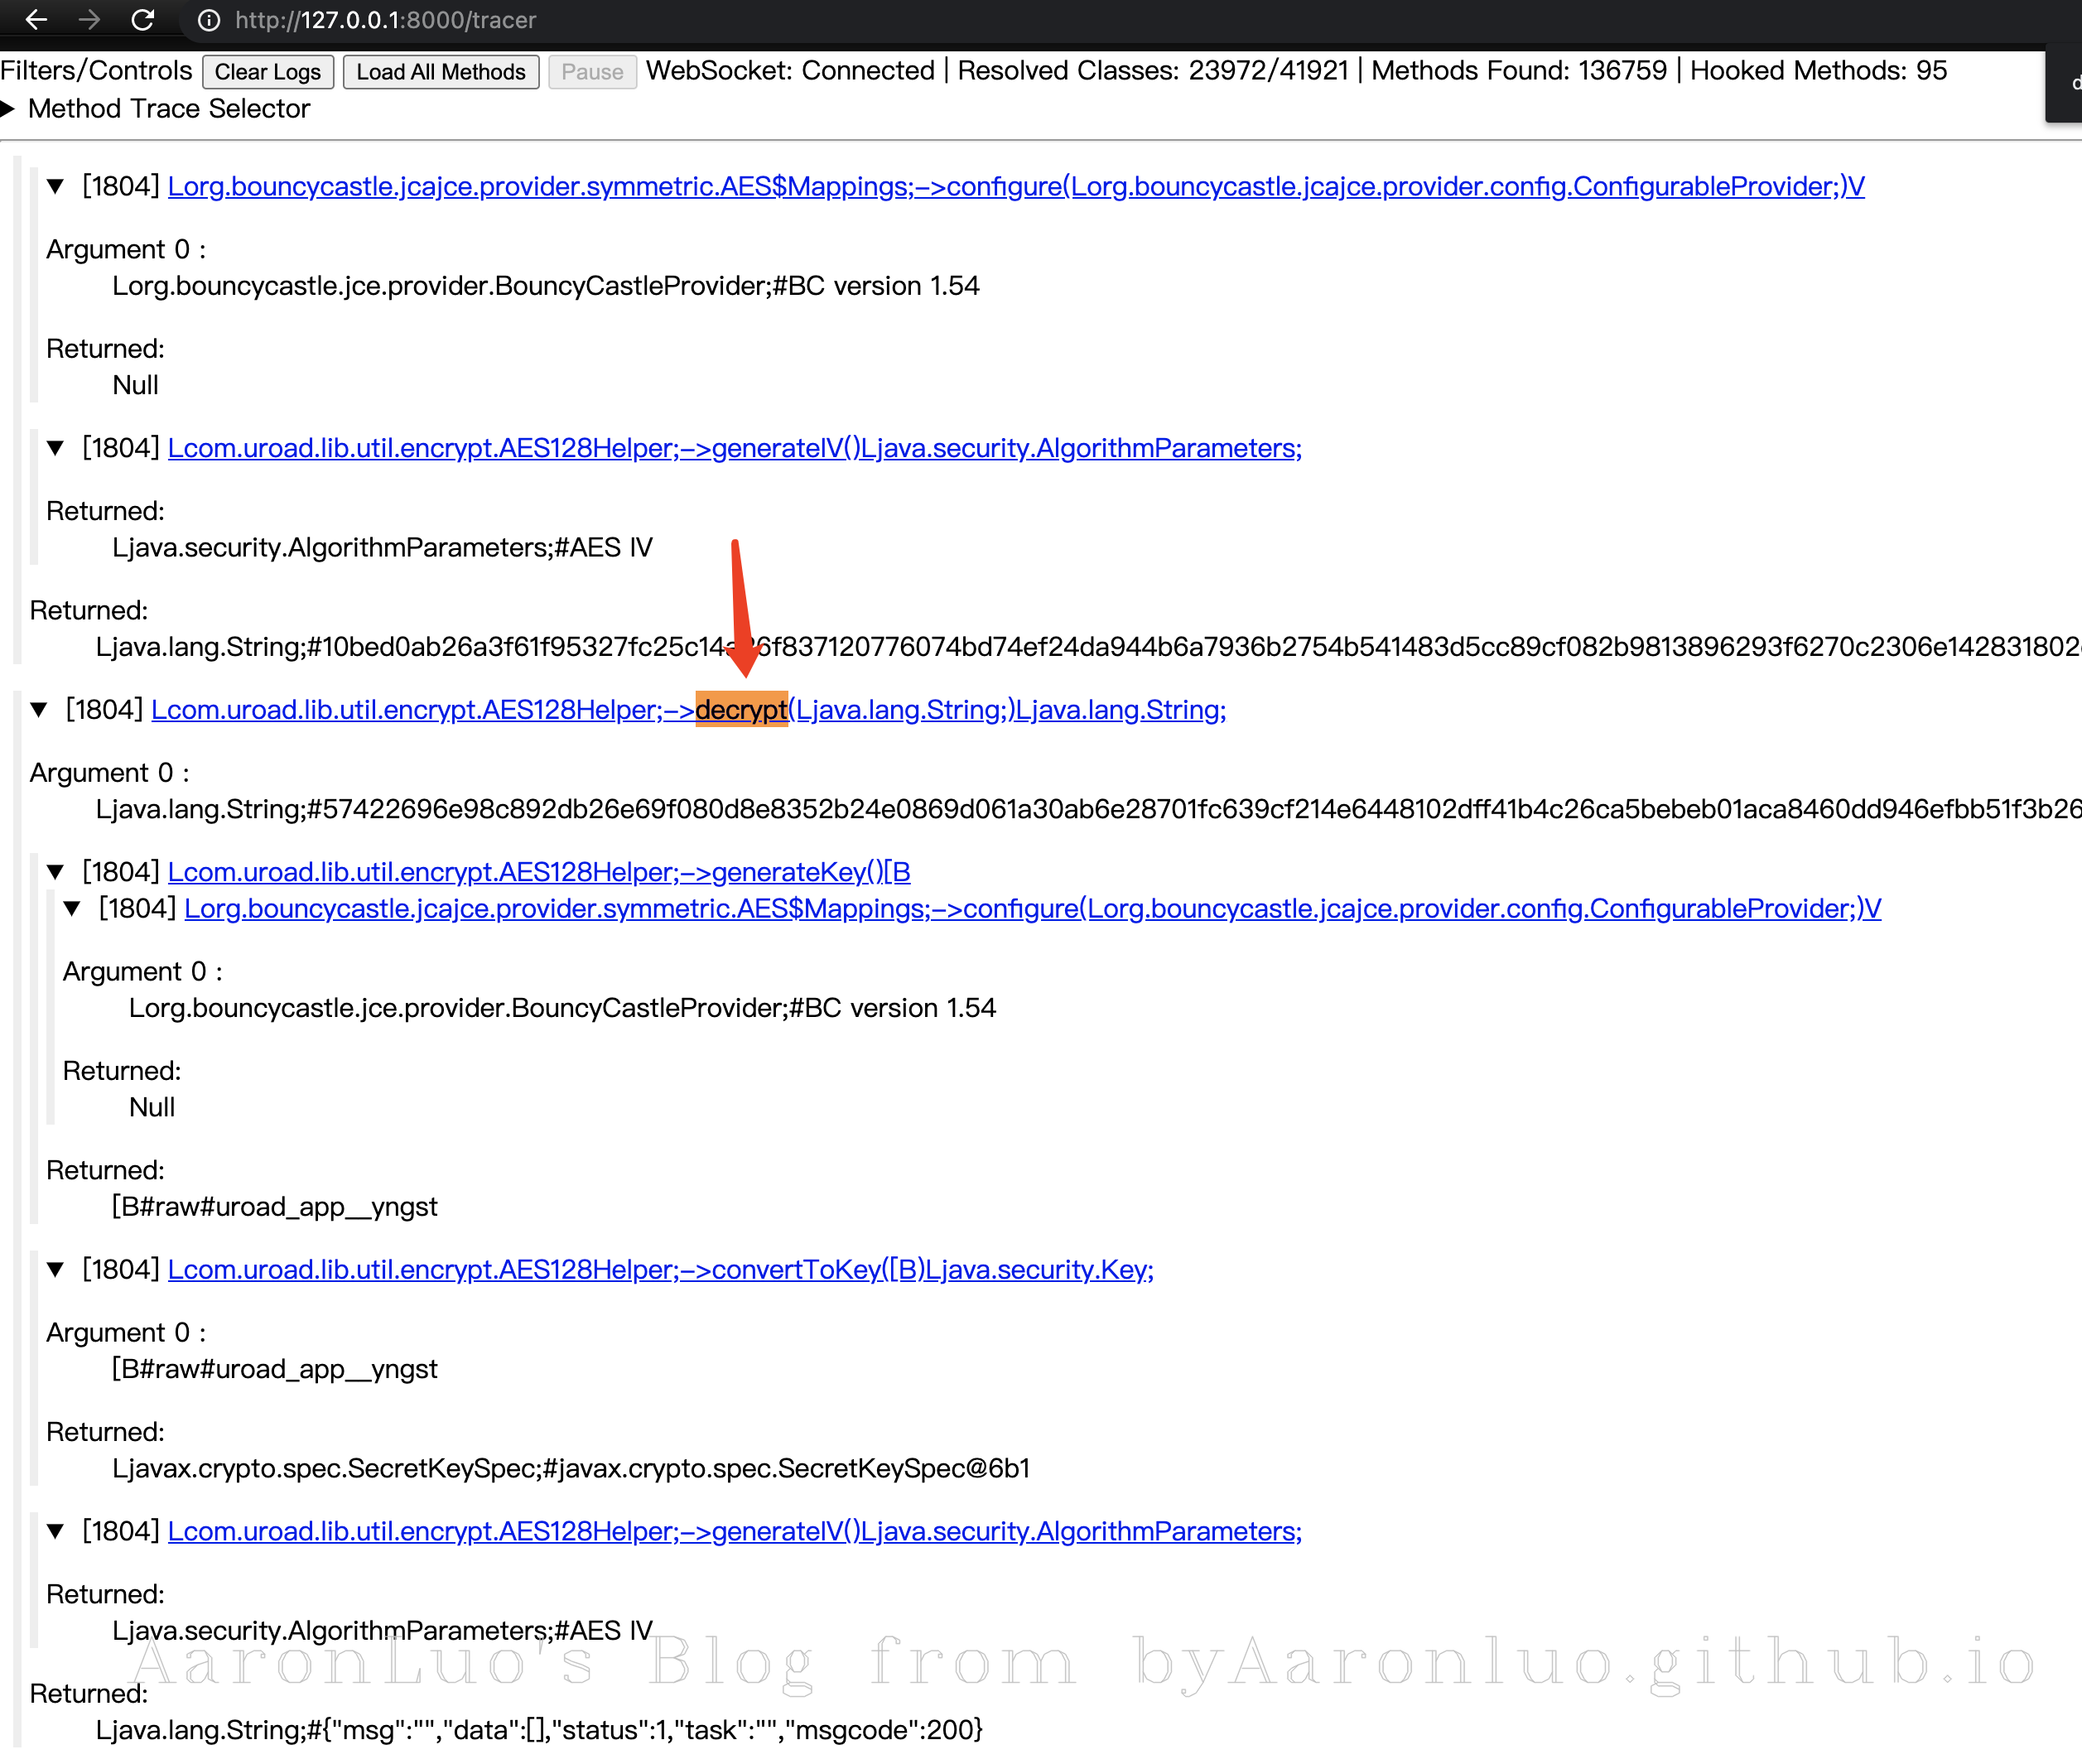 http://127.0.0.1:8000/tracer
Filters/Controls Clear Logs Load All Methods Pause WebSocket: Connected | Resolved Classes: 23972/41921 | Methods Found: 136759 | Hooked Methods: 95
Method Trace Selector
[1804] Lorg.bouncycastle.jcajce.provider.symmetric.AES$Mappings;->configure(Lorg.bouncycastle.jcajce.provider.config.ConfigurableProvider;)V
Argument 0 :
Lorg.bouncycastle.jce.provider.BouncyCastleProvider;#BC version 1.54
Returned:
Null
[1804] Lcom.uroad.lib.util.encrypt.AES128Helper;->generateIV()Ljava.security.AlgorithmParameters;
Returned:
Ljava.security.AlgorithmParameters;#AES IV
Returned:
[1804] Lcom.uroad.lib.util.encrypt.AES128Helper;->decrypt(Ljava.lang.String;)Ljava.lang.String;
Argument 0 :
Ljava.lang.String;#57422696e98c892db26e69f080d8e8352b24e0869d061a30ab6e28701fc639cf214e6448102dff41b4c26ca5bebeb01aca8460dd946efbb51f3b26
[1804] Lcom.uroad.lib.util.encrypt.AES128Helper;->generateKey()[B
[1804] Lorg.bouncycastle.jcajce.provider.symmetric.AES$Mappings;->configure(Lorg.bouncycastle.jcajce.provider.config.ConfigurableProvider;)V
Argument 0 :
Lorg.bouncycastle.jce.provider.BouncyCastleProvider;#BC version 1.54
Returned:
Null
Returned:
[B#raw#uroad_app__yngst
[1804] Lcom.uroad.lib.util.encrypt.AES128Helper;->convertToKey([B)Ljava.security.Key;
Argument 0 :
[B#raw#uroad_app__yngst
Returned:
Ljavax.crypto.spec.SecretKeySpec;#javax.crypto.spec.SecretKeySpec@6b1
[1804] Lcom.uroad.lib.util.encrypt.AES128Helper;->generateIV()Ljava.security.AlgorithmParameters;
Returned:
Ljava.security.AlgorithmParameters;#AES IV
AaronLuo's Blog from byAaronluo.github.io
Returned:
Ljava.lang.String;#{"msg":"","data":[],"status":1,"task":"","msgcode":200}